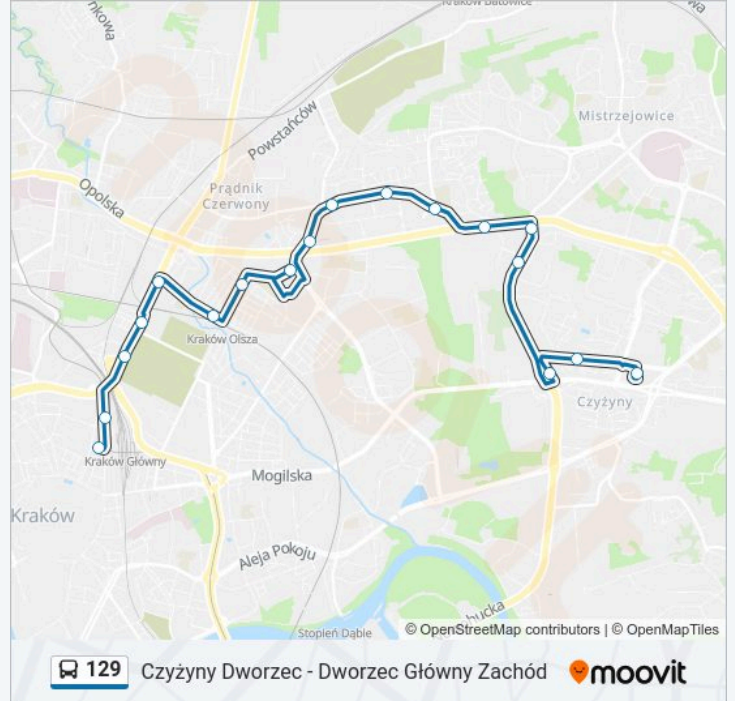 Kraków Batowice
Mistrzejowice
Powstańców
Opolska
Prądnik
Czerwony
Kraków Olsza
Czyżyny
Kraków Główny
Mogilska
Kraków
Aleja Pokoju
Stopień Dąbie
© OpenStreetMap contributors | © OpenMapTiles
129 Czyżyny Dworzec - Dworzec Główny Zachód moovit